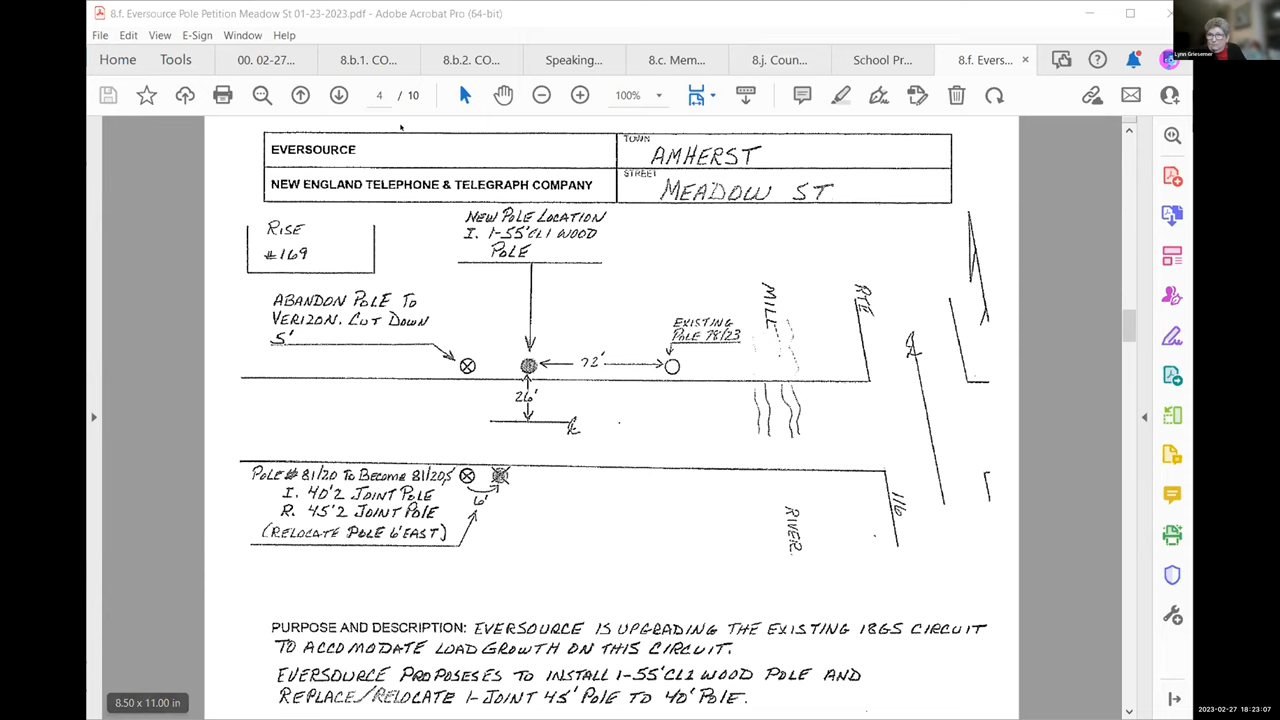 8.f. Eversource Pole Petition Meadow St 01-23-2023.pdf - Adobe Acrobat Pro (64-bit)
File Edit View E-Sign Window Help
Home Tools 00. 02-27... 8.b.1. CO... 8.b.2. CO... Speaking... 8.c. Mem... 8.j. Coun... School Pr... 8.f. Evers... ×
4 / 10 100%
Lynn Griesemer
EVERSOURCE
TOWN
AMHERST
NEW ENGLAND TELEPHONE & TELEGRAPH COMPANY
STREET
MEADOW ST
RISE
#169
NEW POLE LOCATION
I. 1-55'CL1 WOOD
POLE
ABANDON POLE TO
VERIZON. CUT DOWN
5'
EXISTING
POLE 78/23
MILL
RTE
72'
26'
POLE # 81/20 TO BECOME 81/20S
I. 40'2 JOINT POLE
R. 45'2 JOINT POLE
(RELOCATE POLE 6'EAST)
6'
RIVER
116
PURPOSE AND DESCRIPTION: EVERSOURCE IS UPGRADING THE EXISTING 18G5 CIRCUIT
TO ACCOMODATE LOAD GROWTH ON THIS CIRCUIT.
EVERSOURCE PROPOSESES TO INSTALL 1-55'CL1 WOOD POLE AND
REPLACE/RELOCATE 1-JOINT 45' POLE TO 40' POLE.
8.50 x 11.00 in
2023-02-27 18:23:07